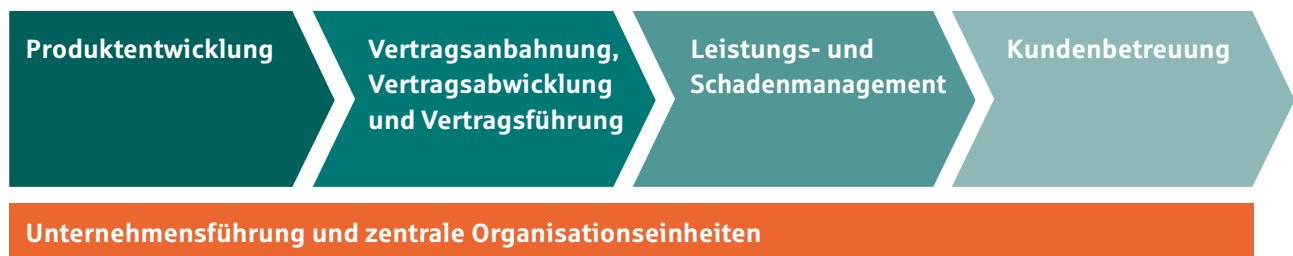 Produktentwicklung
Vertragsanbahnung,
Vertragsabwicklung
und Vertragsführung
Leistungs- und
Schadenmanagement
Kundenbetreuung
Unternehmensführung und zentrale Organisationseinheiten